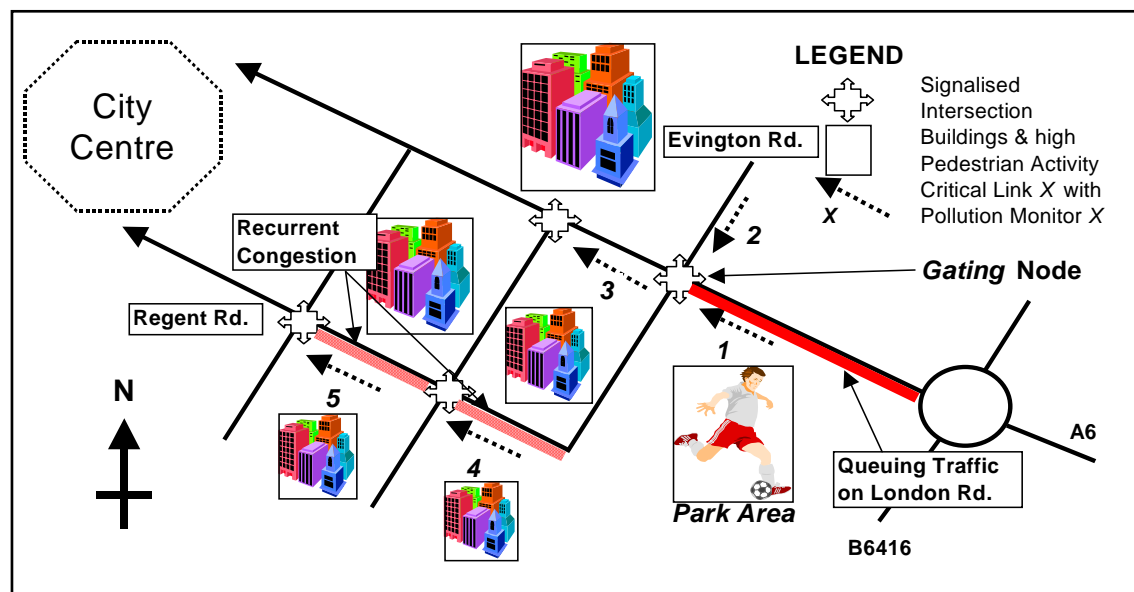 City
Centre
LEGEND
Signalised
Intersection
Buildings & high
Pedestrian Activity
Critical Link X with
Pollution Monitor X
X
Evington Rd.
2
Recurrent
Congestion
3
Gating Node
Regent Rd.
1
N
5
4
A6
Queuing Traffic
on London Rd.
Park Area
B6416